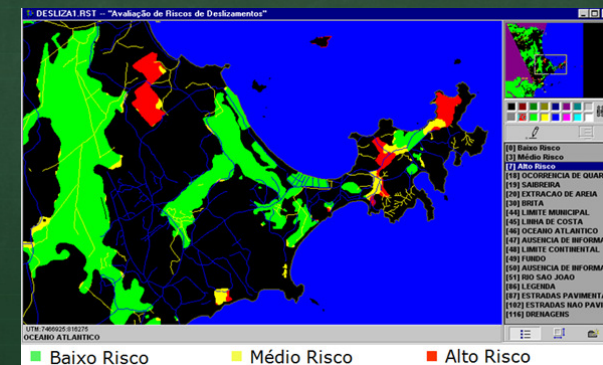 DESLIZA1.RST -- "Avaliação de Riscos de Deslizamentos"
[0] Baixo Risco
[3] Médio Risco
[7] Alto Risco
[18] OCORRENCIA DE QUAR
[19] SAIBREIRA
[20] EXTRACAO DE AREIA
[30] BRITA
[44] LIMITE MUNICIPAL
[45] LINHA DE COSTA
[46] OCEANO ATLANTICO
[47] AUSENCIA DE INFORMA
[48] LIMITE CONTINENTAL
[49] FUNDO
[50] AUSENCIA DE INFORMA
[51] RIO SAO JOAO
[86] LEGENDA
[87] ESTRADAS PAVIMENTA
[102] ESTRADAS NAO PAVI
[116] DRENAGENS
UTM:7466925:816275
OCEANO ATLANTICO
Baixo Risco Médio Risco Alto Risco